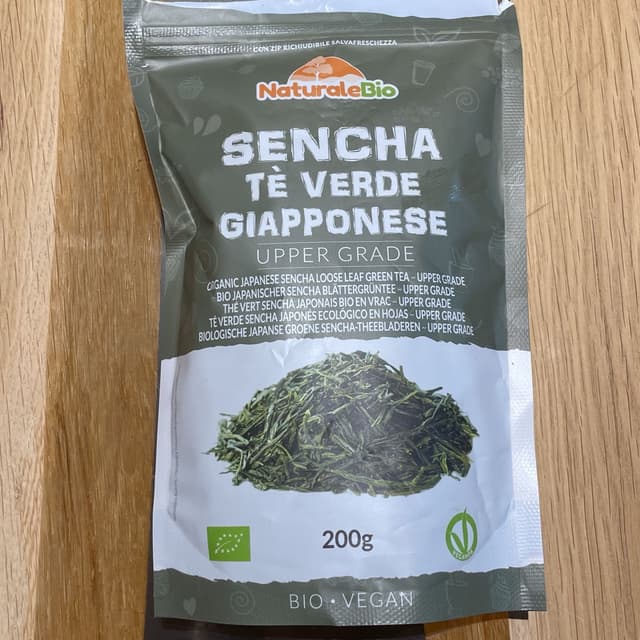 CON ZIP RICHIUDIBILE SALVAFRESCHEZZA
NaturaleBio
SENCHA
TÈ VERDE
GIAPPONESE
UPPER GRADE
ORGANIC JAPANESE SENCHA LOOSE LEAF GREEN TEA – UPPER GRADE
– BIO JAPANISCHER SENCHA BLÄTTERGRÜNTEE – UPPER GRADE
THÉ VERT SENCHA JAPONAIS BIO EN VRAC – UPPER GRADE
TÉ VERDE SENCHA JAPONÉS ECOLÓGICO EN HOJAS – UPPER GRADE
BIOLOGISCHE JAPANSE GROENE SENCHA-THEEBLADEREN – UPPER GRADE
200g
VEGAN
BIO • VEGAN